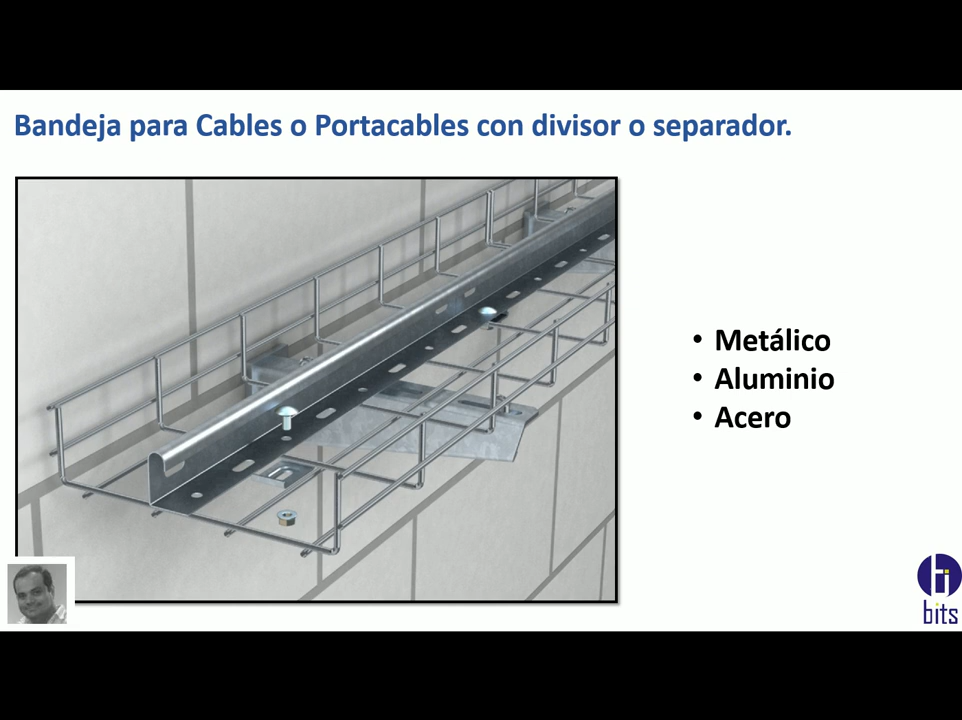 Bandeja para Cables o Portacables con divisor o separador.
• Metálico
• Aluminio
• Acero
bits